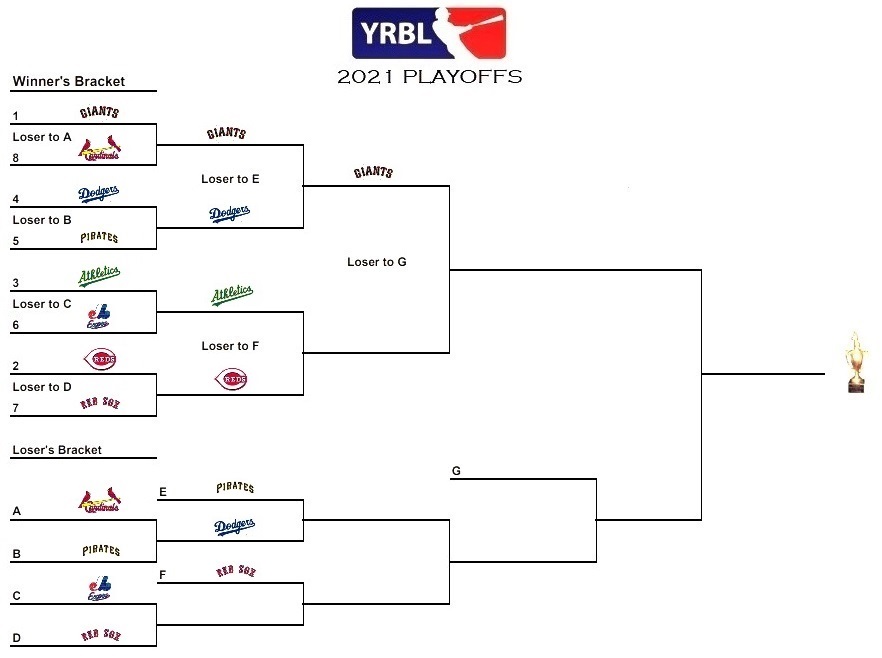 YRBL
2021 PLAYOFFS
Winner's Bracket
1 GIANTS
Loser to A
8 Cardinals
GIANTS
Loser to E
4 Dodgers
Loser to B
5 PIRATES
Dodgers
GIANTS
Loser to G
3 Athletics
Loser to C
6 Expos
Athletics
Loser to F
2 REDS
Loser to D
7 RED SOX
REDS
Loser's Bracket
G
E PIRATES
A Cardinals
Dodgers
B PIRATES
F RED SOX
C Expos
D RED SOX